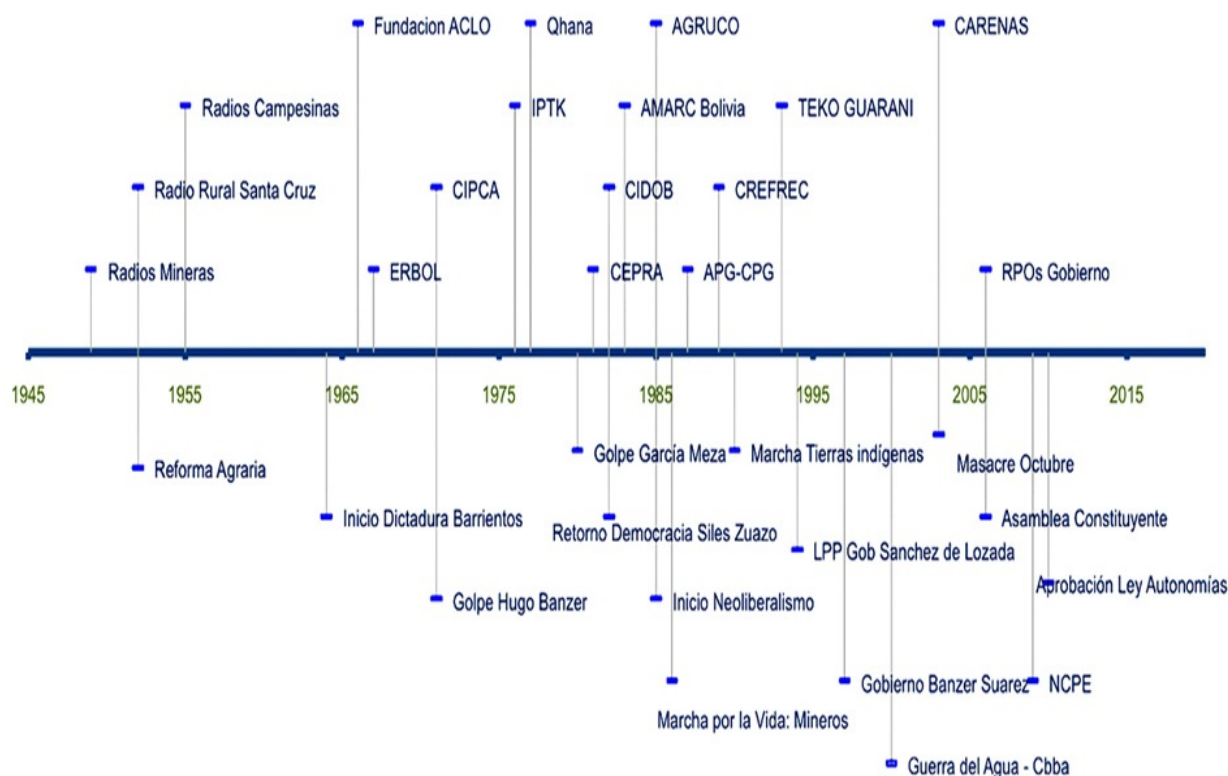 Fundacion ACLO
Qhana
AGRUCO
CARENAS
Radios Campesinas
IPTK
AMARC Bolivia
TEKO GUARANI
Radio Rural Santa Cruz
CIPCA
CIDOB
CREFREC
Radios Mineras
ERBOL
CEPRA
APG-CPG
RPOs Gobierno
1945
1955
1965
1975
1985
1995
2005
2015
Golpe García Meza
Marcha Tierras indígenas
Masacre Octubre
Reforma Agraria
Inicio Dictadura Barrientos
Retorno Democracia Siles Zuazo
Asamblea Constituyente
LPP Gob Sanchez de Lozada
Aprobación Ley Autonomías
Golpe Hugo Banzer
Inicio Neoliberalismo
Gobierno Banzer Suarez
NCPE
Marcha por la Vida: Mineros
Guerra del Agua - Cbba